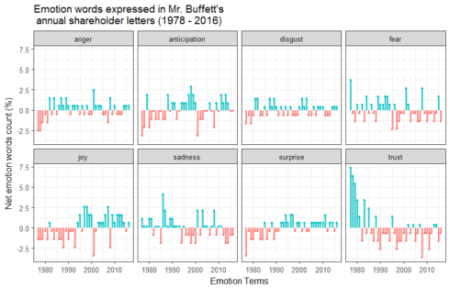 Emotion words expressed in Mr. Buffett's
annual shareholder letters (1978 - 2016)
anger anticipation disgust fear
7.5
5.0
2.5
0.0
-2.5
joy sadness surprise trust
7.5
5.0
2.5
0.0
-2.5
1980 1990 2000 2010 1980 1990 2000 2010 1980 1990 2000 2010 1980 1990 2000 2010
Net emotion words count (%)
Emotion Terms